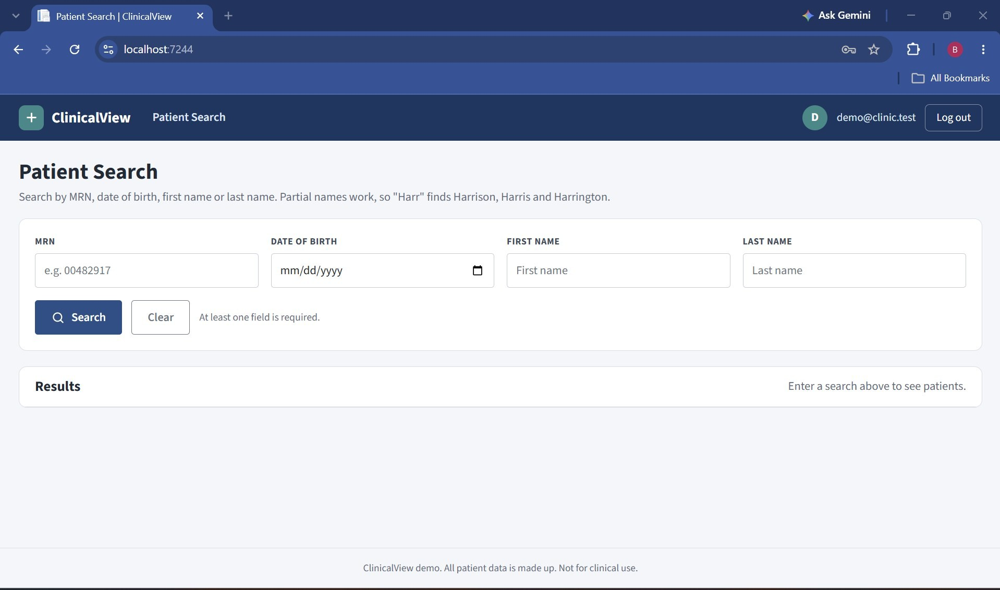 Patient Search | ClinicalView
Ask Gemini
localhost:7244
B
All Bookmarks
ClinicalView
Patient Search
D
demo@clinic.test
Log out
Patient Search
Search by MRN, date of birth, first name or last name. Partial names work, so "Harr" finds Harrison, Harris and Harrington.
MRN
DATE OF BIRTH
FIRST NAME
LAST NAME
e.g. 00482917
mm/dd/yyyy
First name
Last name
Search
Clear
At least one field is required.
Results
Enter a search above to see patients.
ClinicalView demo. All patient data is made up. Not for clinical use.